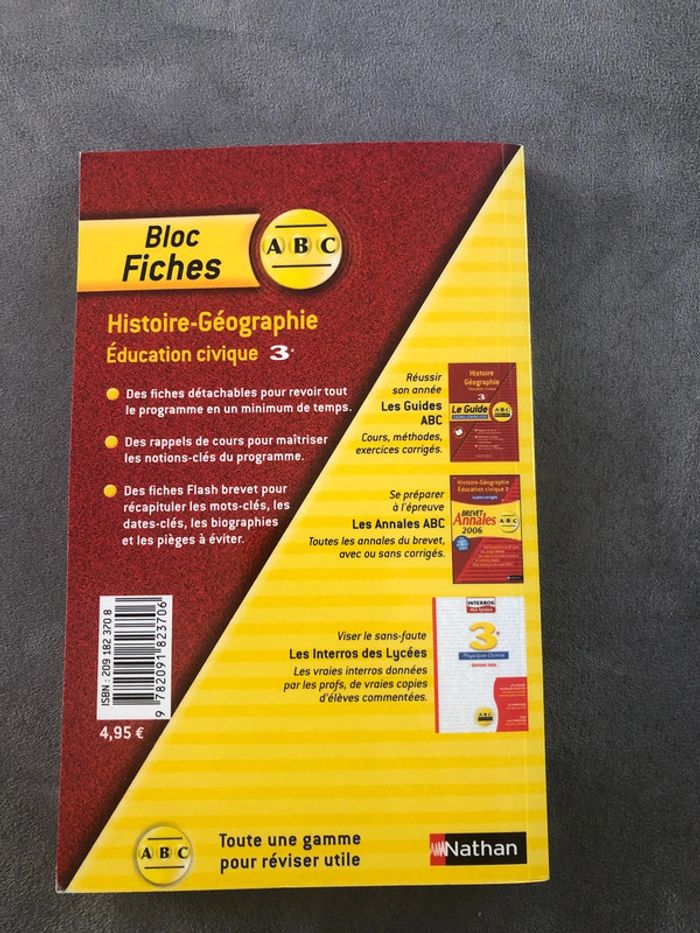 Bloc
Fiches
ABC
Histoire-Géographie
Éducation civique 3e
Des fiches détachables pour revoir tout
le programme en un minimum de temps.
Des rappels de cours pour maîtriser
les notions-clés du programme.
Des fiches Flash brevet pour
récapituler les mots-clés, les
dates-clés, les biographies
et les pièges à éviter.
Réussir
son année
Les Guides
ABC
Cours, méthodes,
exercices corrigés.
Histoire
Géographie
Éducation civique
3e
Le Guide
ABC
Se préparer
à l'épreuve
Les Annales ABC
Toutes les annales du brevet,
avec ou sans corrigés.
Histoire-Géographie
Éducation civique 3e
BREVET
Annales
2006
ABC
Viser le sans-faute
Les Interros des Lycées
Les vraies interros données
par les profs, de vraies copies
d'élèves commentées.
INTERROS
des lycées
3e
Physique-Chimie
ABC
ISBN : 209 182 370 8
9 782091 823706
4,95 €
ABC
Toute une gamme
pour réviser utile
Nathan